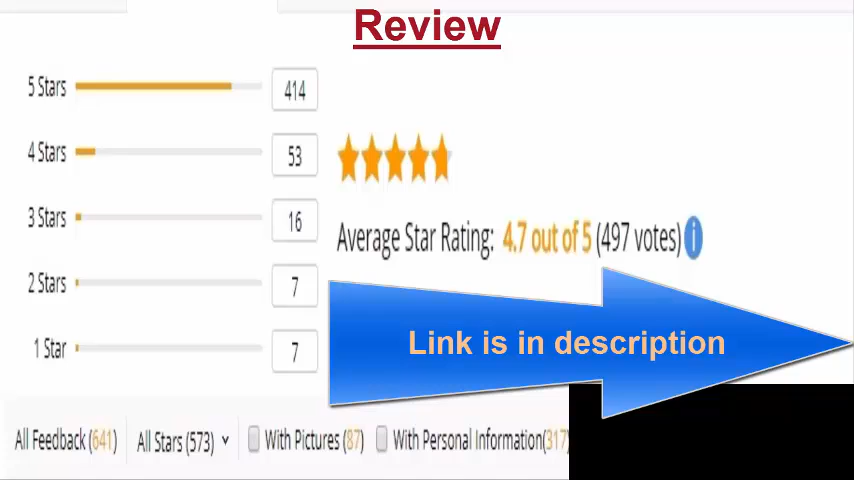 Review
5 Stars 414
4 Stars 53
3 Stars 16
2 Stars 7
1 Star 7
Average Star Rating: 4.7 out of 5 (497 votes) i
Link is in description
All Feedback (641) All Stars (573) With Pictures (87) With Personal Information(317)